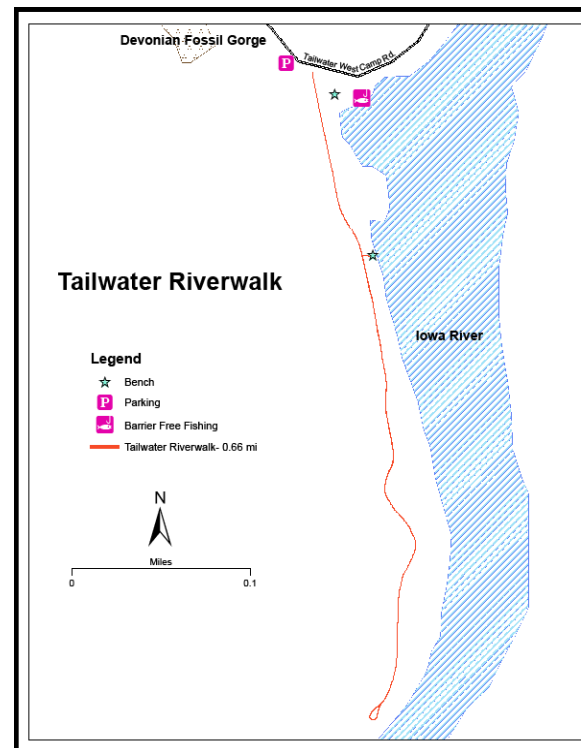 Devonian Fossil Gorge
Tailwater West Camp Rd.
P
Tailwater Riverwalk
Iowa River
Legend
Bench
P Parking
Barrier Free Fishing
Tailwater Riverwalk- 0.66 mi
N
Miles
0 0.1